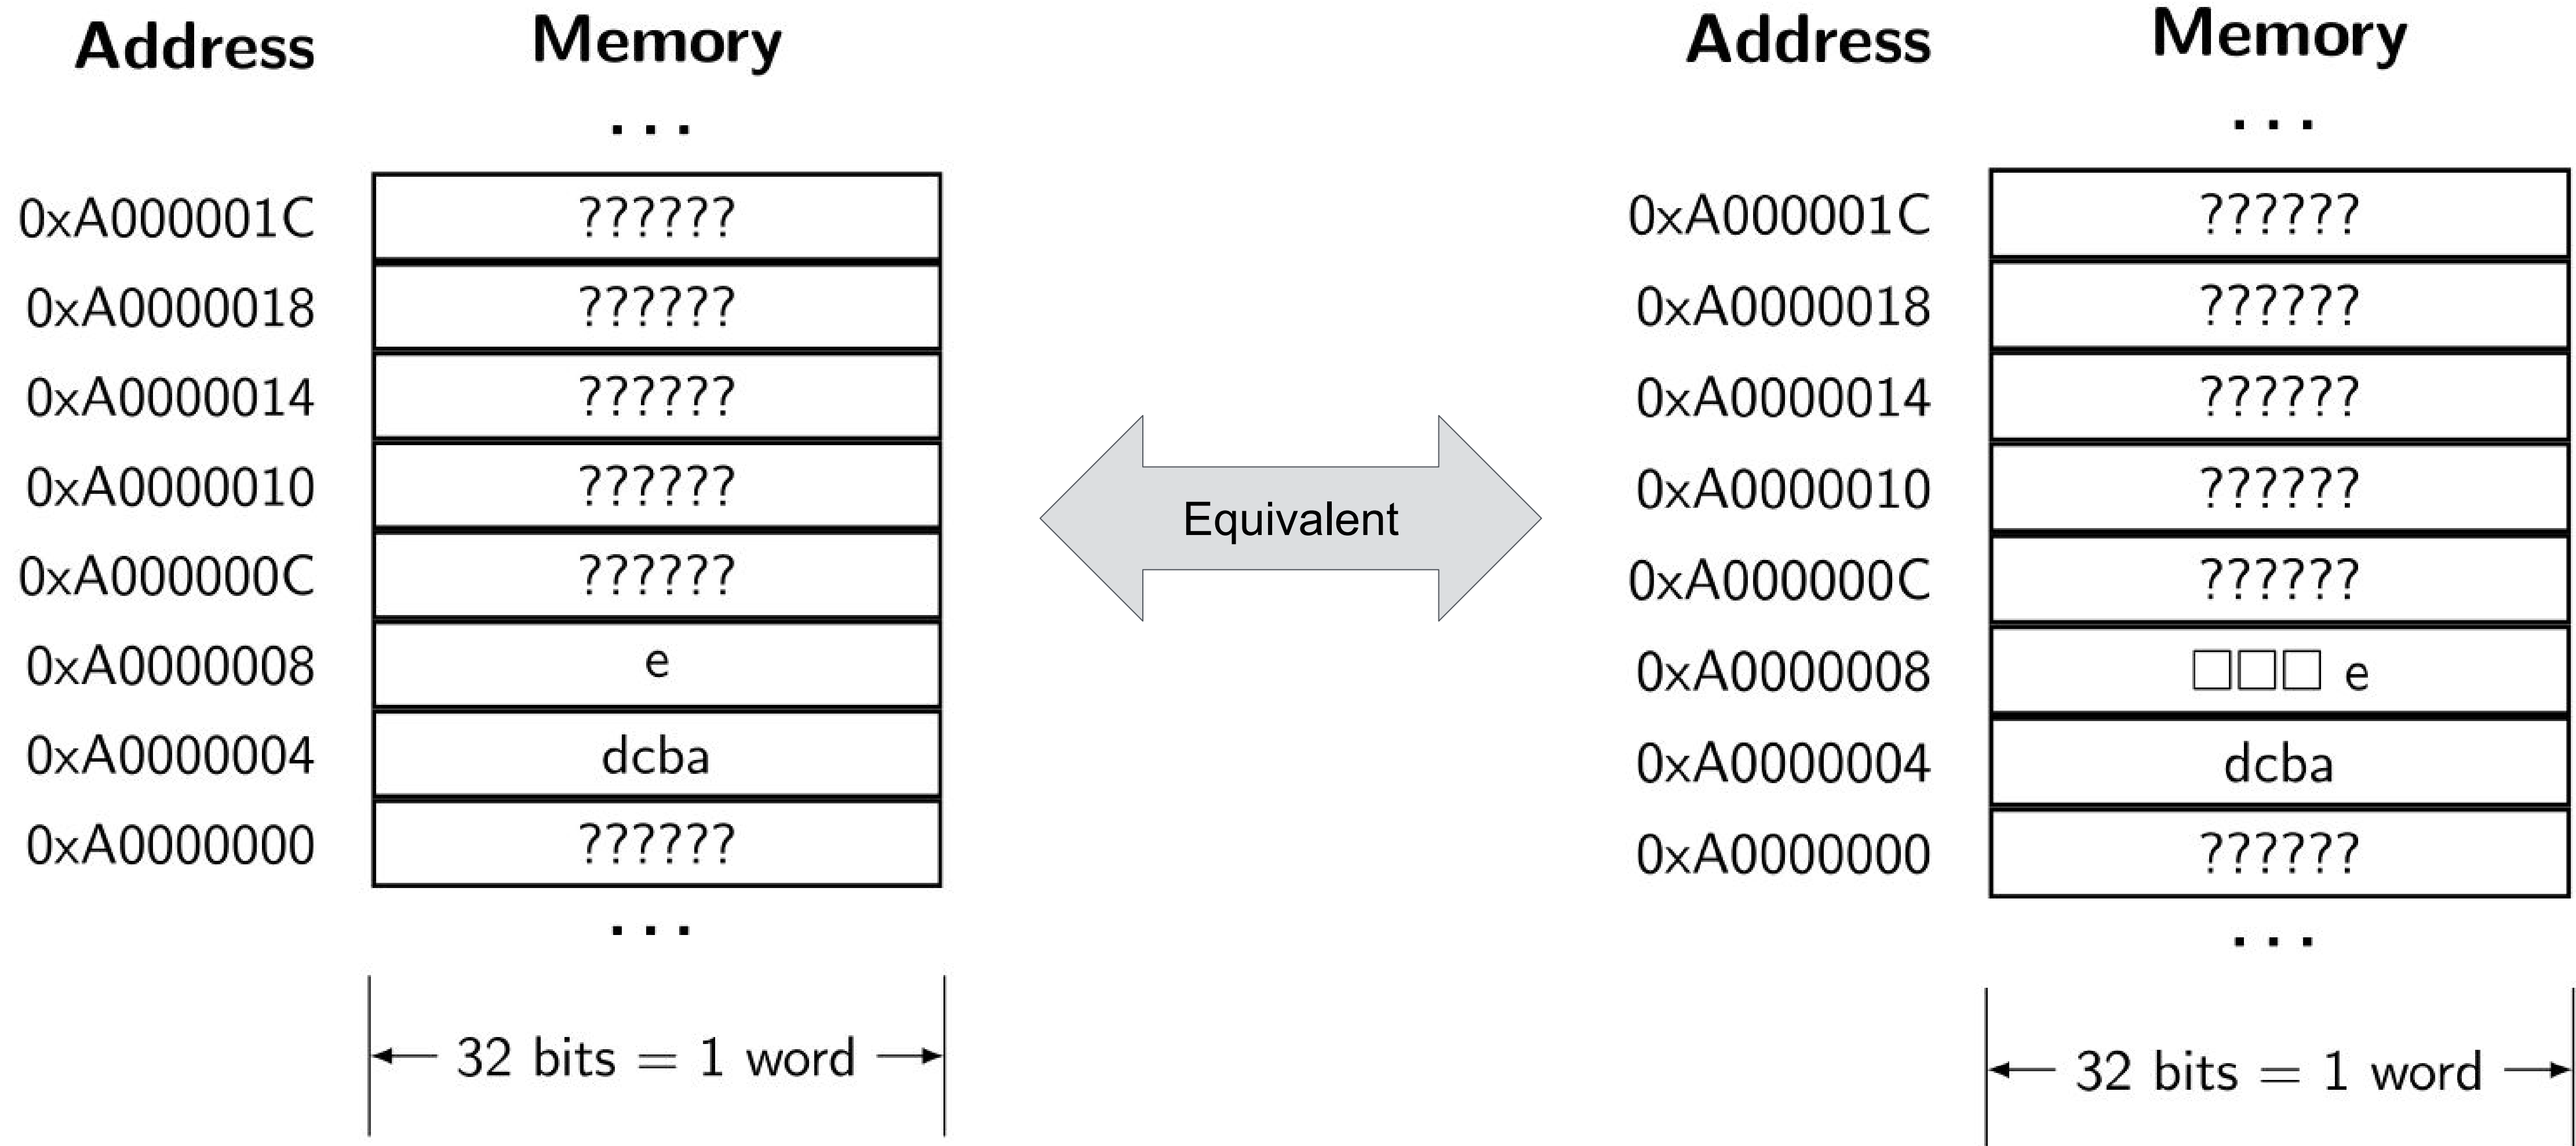 Address Memory
...
0xA000001C ??????
0xA0000018 ??????
0xA0000014 ??????
0xA0000010 ??????
0xA000000C ??????
0xA0000008 e
0xA0000004 dcba
0xA0000000 ??????
...
32 bits = 1 word
Equivalent
Address Memory
...
0xA000001C ??????
0xA0000018 ??????
0xA0000014 ??????
0xA0000010 ??????
0xA000000C ??????
0xA0000008 □□□ e
0xA0000004 dcba
0xA0000000 ??????
...
32 bits = 1 word